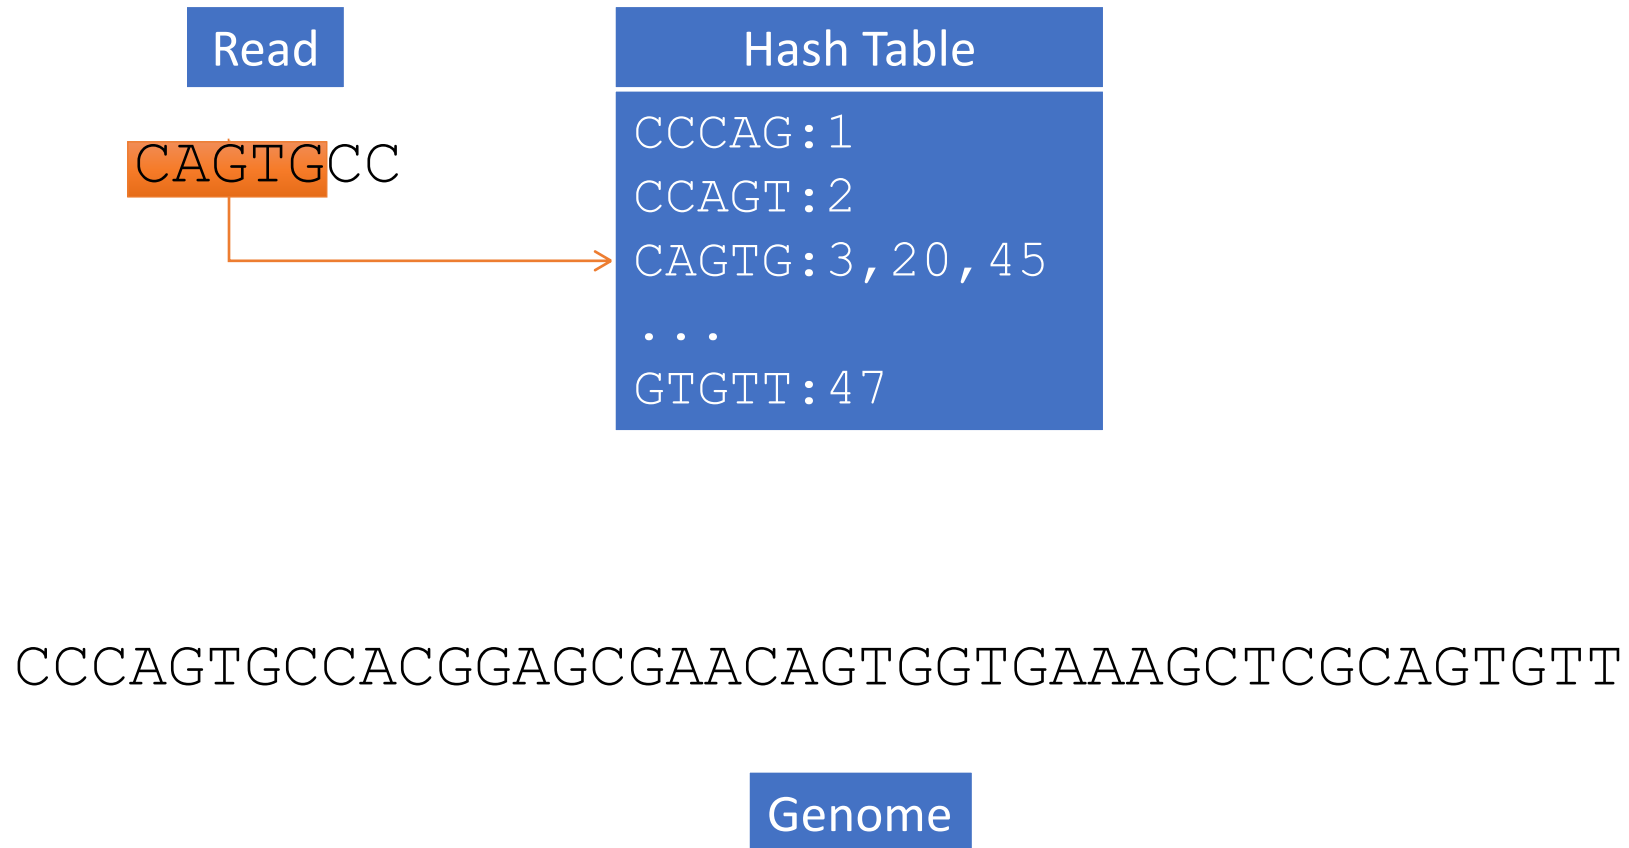 Read
Hash Table
CAGTGCC
CCCAG:1
CCAGT:2
CAGTG:3,20,45
...
GTGTT:47
CCCAGTGCCACGGAGCGAACAGTGGTGAAAGCTCGCAGTGTT
Genome